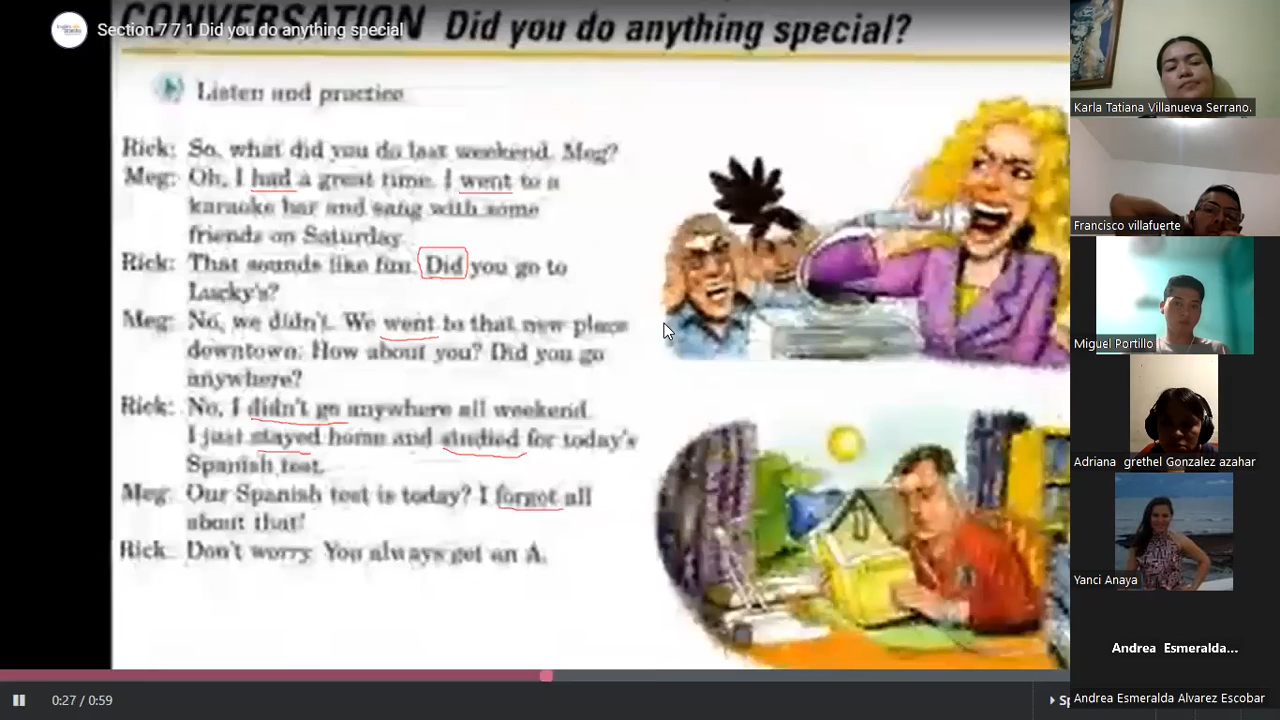 CONVERSATION Did you do anything special?
Section 7 7 1 Did you do anything special
Listen and practice
Rick: So, what did you do last weekend, Meg?
Meg: Oh, I had a great time. I went to a
karaoke bar and sang with some
friends on Saturday.
Rick: That sounds like fun. Did you go to
Lucky's?
Meg: No, we didn't. We went to that new place
downtown. How about you? Did you go
anywhere?
Rick: No, I didn't go anywhere all weekend.
I just stayed home and studied for today's
Spanish test.
Meg: Our Spanish test is today? I forgot all
about that!
Rick: Don't worry. You always get an A.
0:27 / 0:59
Sp
Karla Tatiana Villanueva Serrano.
Francisco villafuerte
Miguel Portillo
Adriana grethel Gonzalez azahar
Yanci Anaya
Andrea Esmeralda...
Andrea Esmeralda Alvarez Escobar